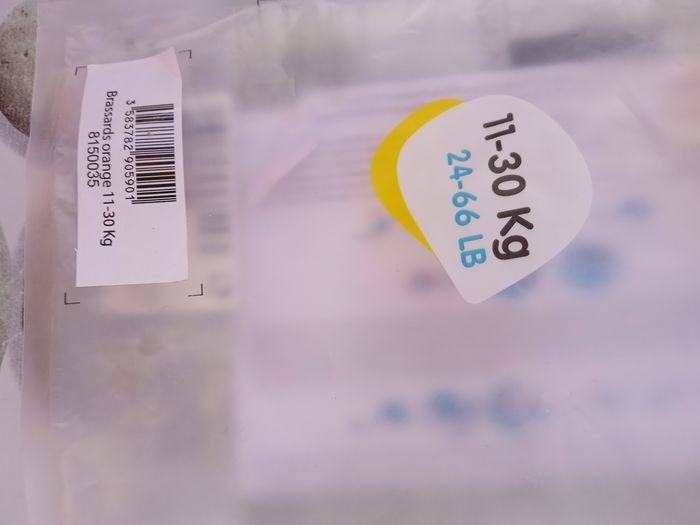 3 583782 905901
Brassards orange 11-30 Kg
8150035
11-30 Kg
24-66 LB